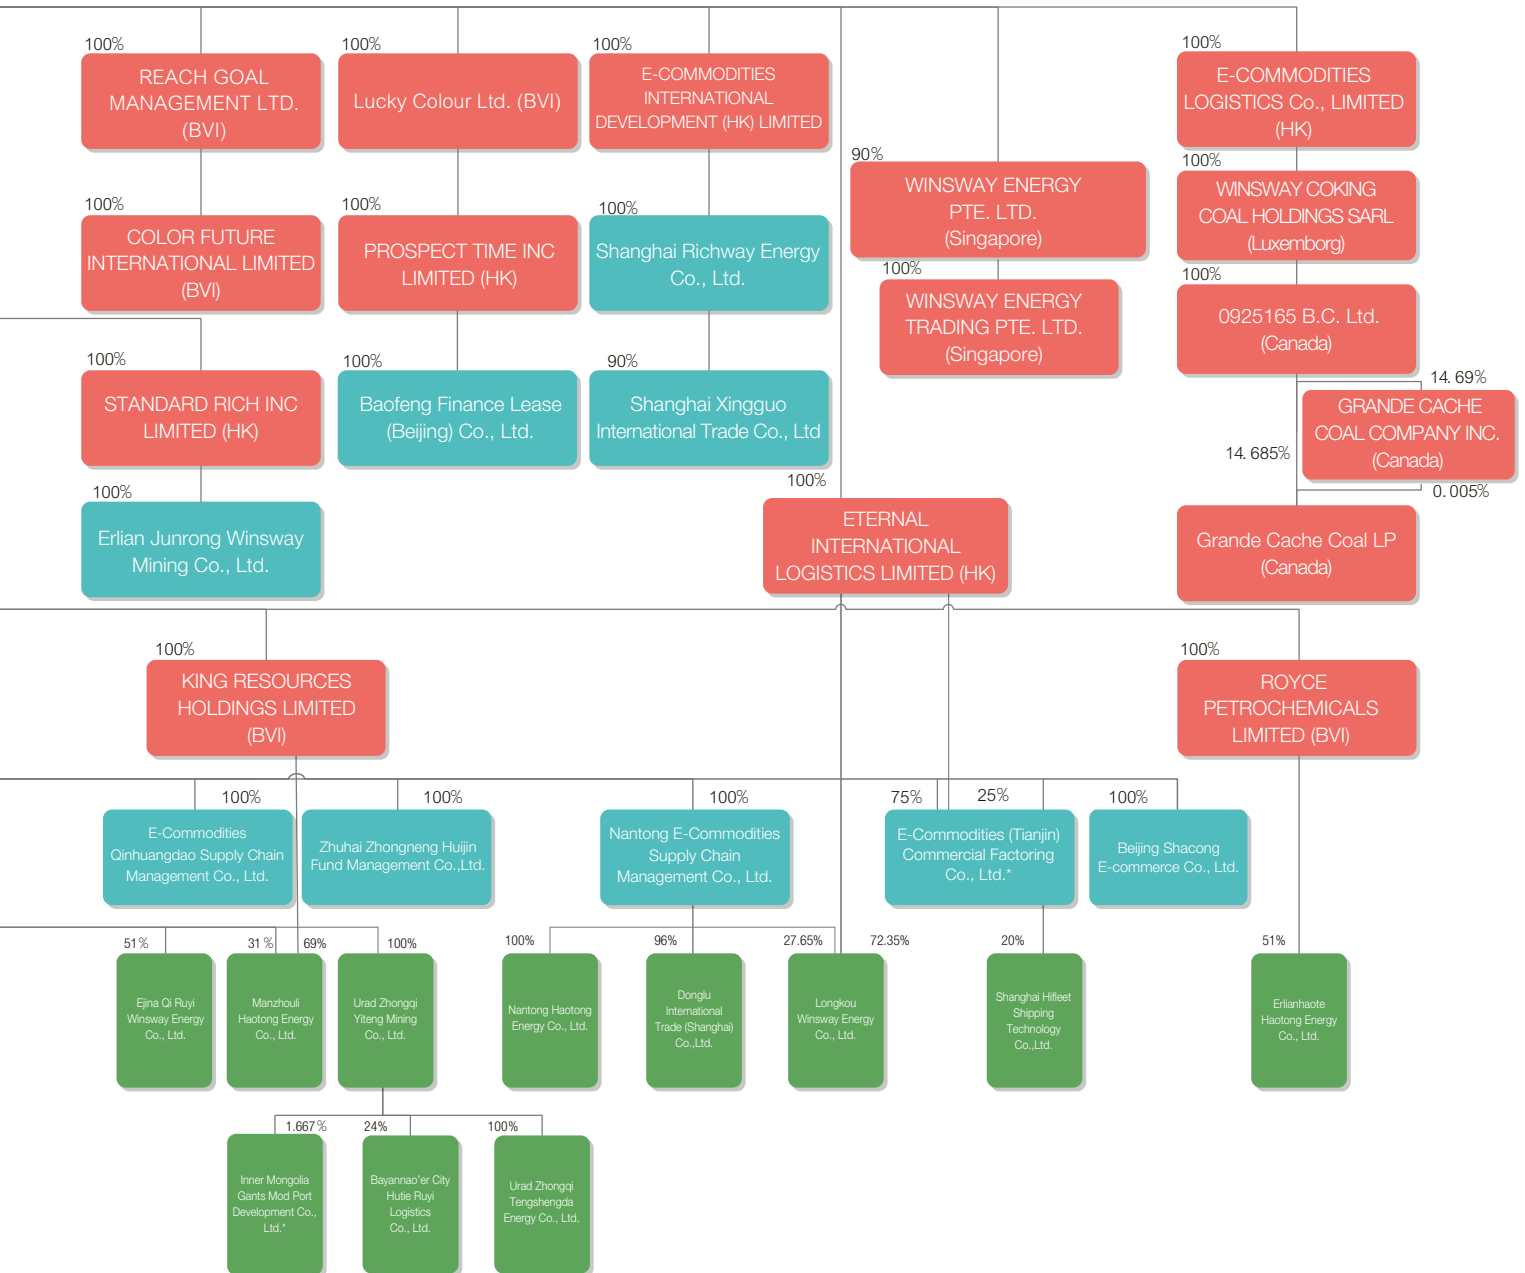 100%
REACH GOAL
MANAGEMENT LTD.
(BVI)
100%
Lucky Colour Ltd. (BVI)
100%
E-COMMODITIES
INTERNATIONAL
DEVELOPMENT (HK) LIMITED
100%
E-COMMODITIES
LOGISTICS Co., LIMITED
(HK)
90%
WINSWAY ENERGY
PTE. LTD.
(Singapore)
100%
WINSWAY COKING
COAL HOLDINGS SARL
(Luxemborg)
100%
COLOR FUTURE
INTERNATIONAL LIMITED
(BVI)
100%
PROSPECT TIME INC
LIMITED (HK)
100%
Shanghai Richway Energy
Co., Ltd.
100%
WINSWAY ENERGY
TRADING PTE. LTD.
(Singapore)
100%
0925165 B.C. Ltd.
(Canada)
100%
STANDARD RICH INC
LIMITED (HK)
100%
Baofeng Finance Lease
(Beijing) Co., Ltd.
90%
Shanghai Xingguo
International Trade Co., Ltd
14. 69%
GRANDE CACHE
COAL COMPANY INC.
(Canada)
14. 685%
0. 005%
100%
Erlian Junrong Winsway
Mining Co., Ltd.
100%
ETERNAL
INTERNATIONAL
LOGISTICS LIMITED (HK)
Grande Cache Coal LP
(Canada)
100%
KING RESOURCES
HOLDINGS LIMITED
(BVI)
100%
ROYCE
PETROCHEMICALS
LIMITED (BVI)
100%
E-Commodities
Qinhuangdao Supply Chain
Management Co., Ltd.
100%
Zhuhai Zhongneng Huijin
Fund Management Co.,Ltd.
100%
Nantong E-Commodities
Supply Chain
Management Co., Ltd.
75%
25%
E-Commodities (Tianjin)
Commercial Factoring
Co., Ltd.*
100%
Beijing Shacong
E-commerce Co., Ltd.
51%
Ejina Qi Ruyi
Winsway Energy
Co., Ltd.
31%
69%
Manzhouli
Haotong Energy
Co., Ltd.
100%
Urad Zhongqi
Yiteng Mining
Co., Ltd.
100%
Nantong Haotong
Energy Co., Ltd.
96%
Donglu
International
Trade (Shanghai)
Co.,Ltd.
27.65%
72.35%
Longkou
Winsway Energy
Co., Ltd.
20%
Shanghai Hifleet
Shipping
Technology
Co.,Ltd.
51%
Erlianhaote
Haotong Energy
Co., Ltd.
1.667%
Inner Mongolia
Gants Mod Port
Development Co.,
Ltd.*
24%
Bayannao'er City
Hutie Ruyi
Logistics
Co., Ltd.
100%
Urad Zhongqi
Tengshengda
Energy Co., Ltd.